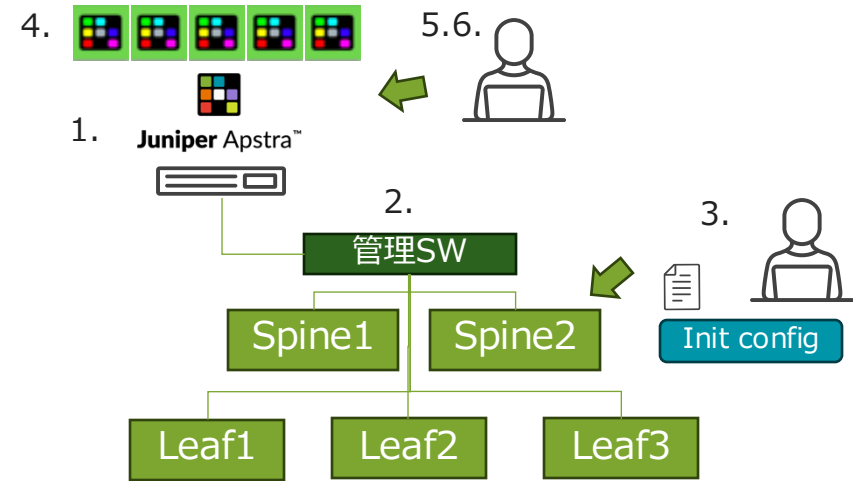 4.
5.6.
1.
Juniper Apstra™
2.
管理SW
3.
Init config
Spine1
Spine2
Leaf1
Leaf2
Leaf3